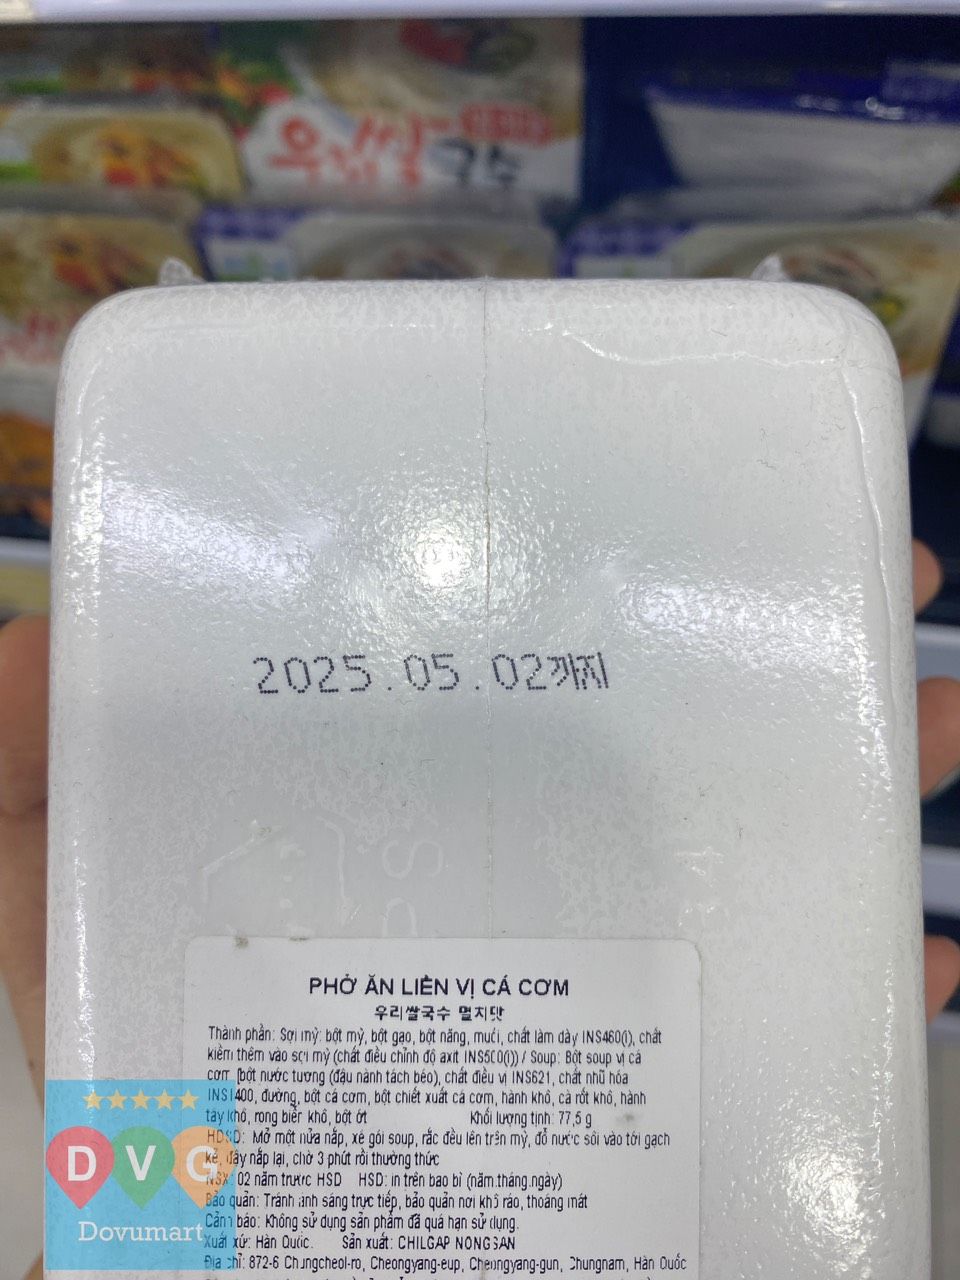 우리쌀국수
2025.05.02까지
PHỞ ĂN LIỀN VỊ CÁ CƠM
우리쌀국수 멸치맛
Thành phần: Sợi mỳ: bột mỳ, bột gạo, bột năng, muối, chất làm dày INS460(i), chất
kiềm thêm vào sợi mỳ (chất điều chỉnh độ axit INS500(i)) / Soup: Bột soup vị cá
cơm [bột nước tương (đậu nành tách béo), chất điều vị INS621, chất nhũ hóa
INS1400, đường, bột cá cơm, bột chiết xuất cá cơm, hành khô, cà rốt khô, hành
tây khô, rong biển khô, bột ớt Khối lượng tịnh: 77,5 g
HDSD: Mở một nửa nắp, xé gói soup, rắc đều lên trên mỳ, đổ nước sôi vào tới gạch
kẻ, đậy nắp lại, chờ 3 phút rồi thường thức
NSX: 02 năm trước HSD HSD: in trên bao bì (năm.tháng.ngày)
Bảo quản: Tránh ánh sáng trực tiếp, bảo quản nơi khô ráo, thoáng mát
Cảnh báo: Không sử dụng sản phẩm đã quá hạn sử dụng.
Xuất xứ: Hàn Quốc. Sản xuất: CHILGAP NONGSAN
Địa chỉ: 872-6 Chungcheol-ro, Cheongyang-eup, Cheongyang-gun, Chungnam, Hàn Quốc
DVG
Dovumart